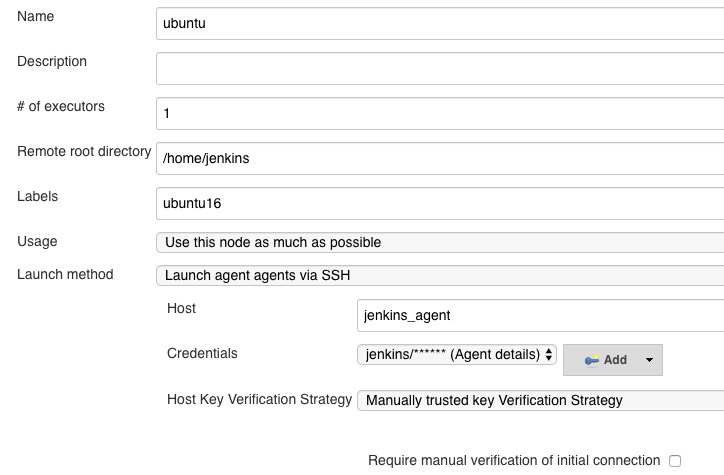 Name ubuntu
Description
# of executors 1
Remote root directory /home/jenkins
Labels ubuntu16
Usage Use this node as much as possible
Launch method Launch agent agents via SSH
Host jenkins_agent
Credentials jenkins/****** (Agent details) Add
Host Key Verification Strategy Manually trusted key Verification Strategy
Require manual verification of initial connection